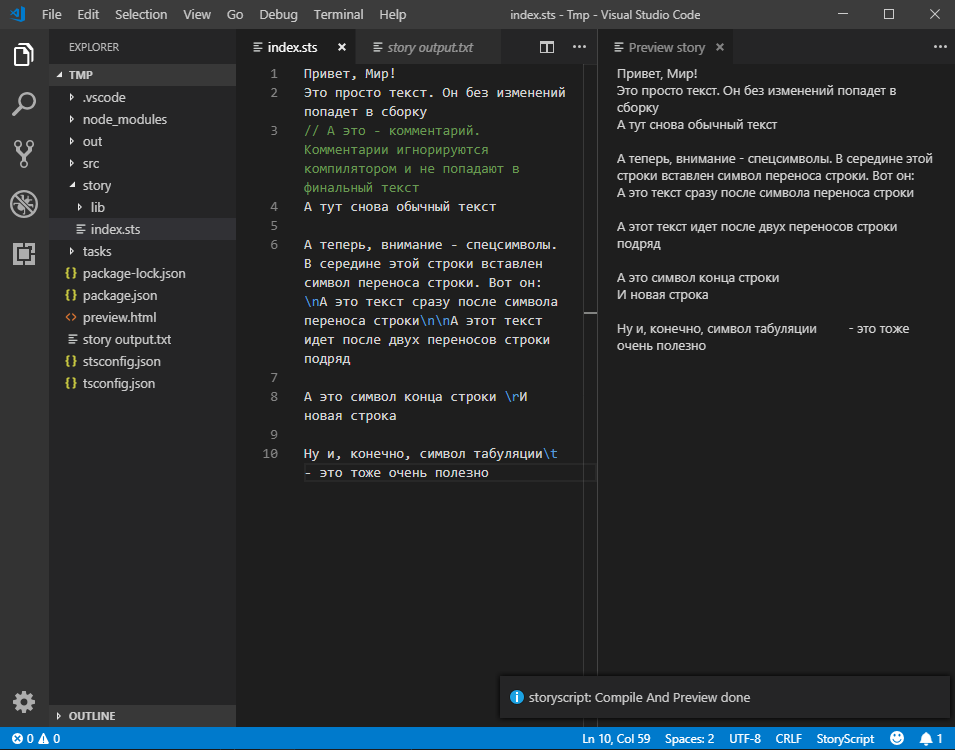 File Edit Selection View Go Debug Terminal Help index.sts - Tmp - Visual Studio Code
EXPLORER
TMP
.vscode
node_modules
out
src
story
lib
index.sts
tasks
package-lock.json
package.json
preview.html
story output.txt
stsconfig.json
tsconfig.json
OUTLINE
index.sts story output.txt
1 Привет, Мир!
2 Это просто текст. Он без изменений
попадет в сборку
3 // А это - комментарий.
Комментарии игнорируются
компилятором и не попадают в
финальный текст
4 А тут снова обычный текст
5
6 А теперь, внимание - спецсимволы.
В середине этой строки вставлен
символ переноса строки. Вот он:
\nА это текст сразу после символа
переноса строки\n\nА этот текст
идет после двух переносов строки
подряд
7
8 А это символ конца строки \rИ
новая строка
9
10 Ну и, конечно, символ табуляции\t
- это тоже очень полезно
Preview story
Привет, Мир!
Это просто текст. Он без изменений попадет в
сборку
А тут снова обычный текст
А теперь, внимание - спецсимволы. В середине этой
строки вставлен символ переноса строки. Вот он:
А это текст сразу после символа переноса строки
А этот текст идет после двух переносов строки
подряд
А это символ конца строки
И новая строка
Ну и, конечно, символ табуляции - это тоже
очень полезно
storyscript: Compile And Preview done
0 0 Ln 10, Col 59 Spaces: 2 UTF-8 CRLF StoryScript 1